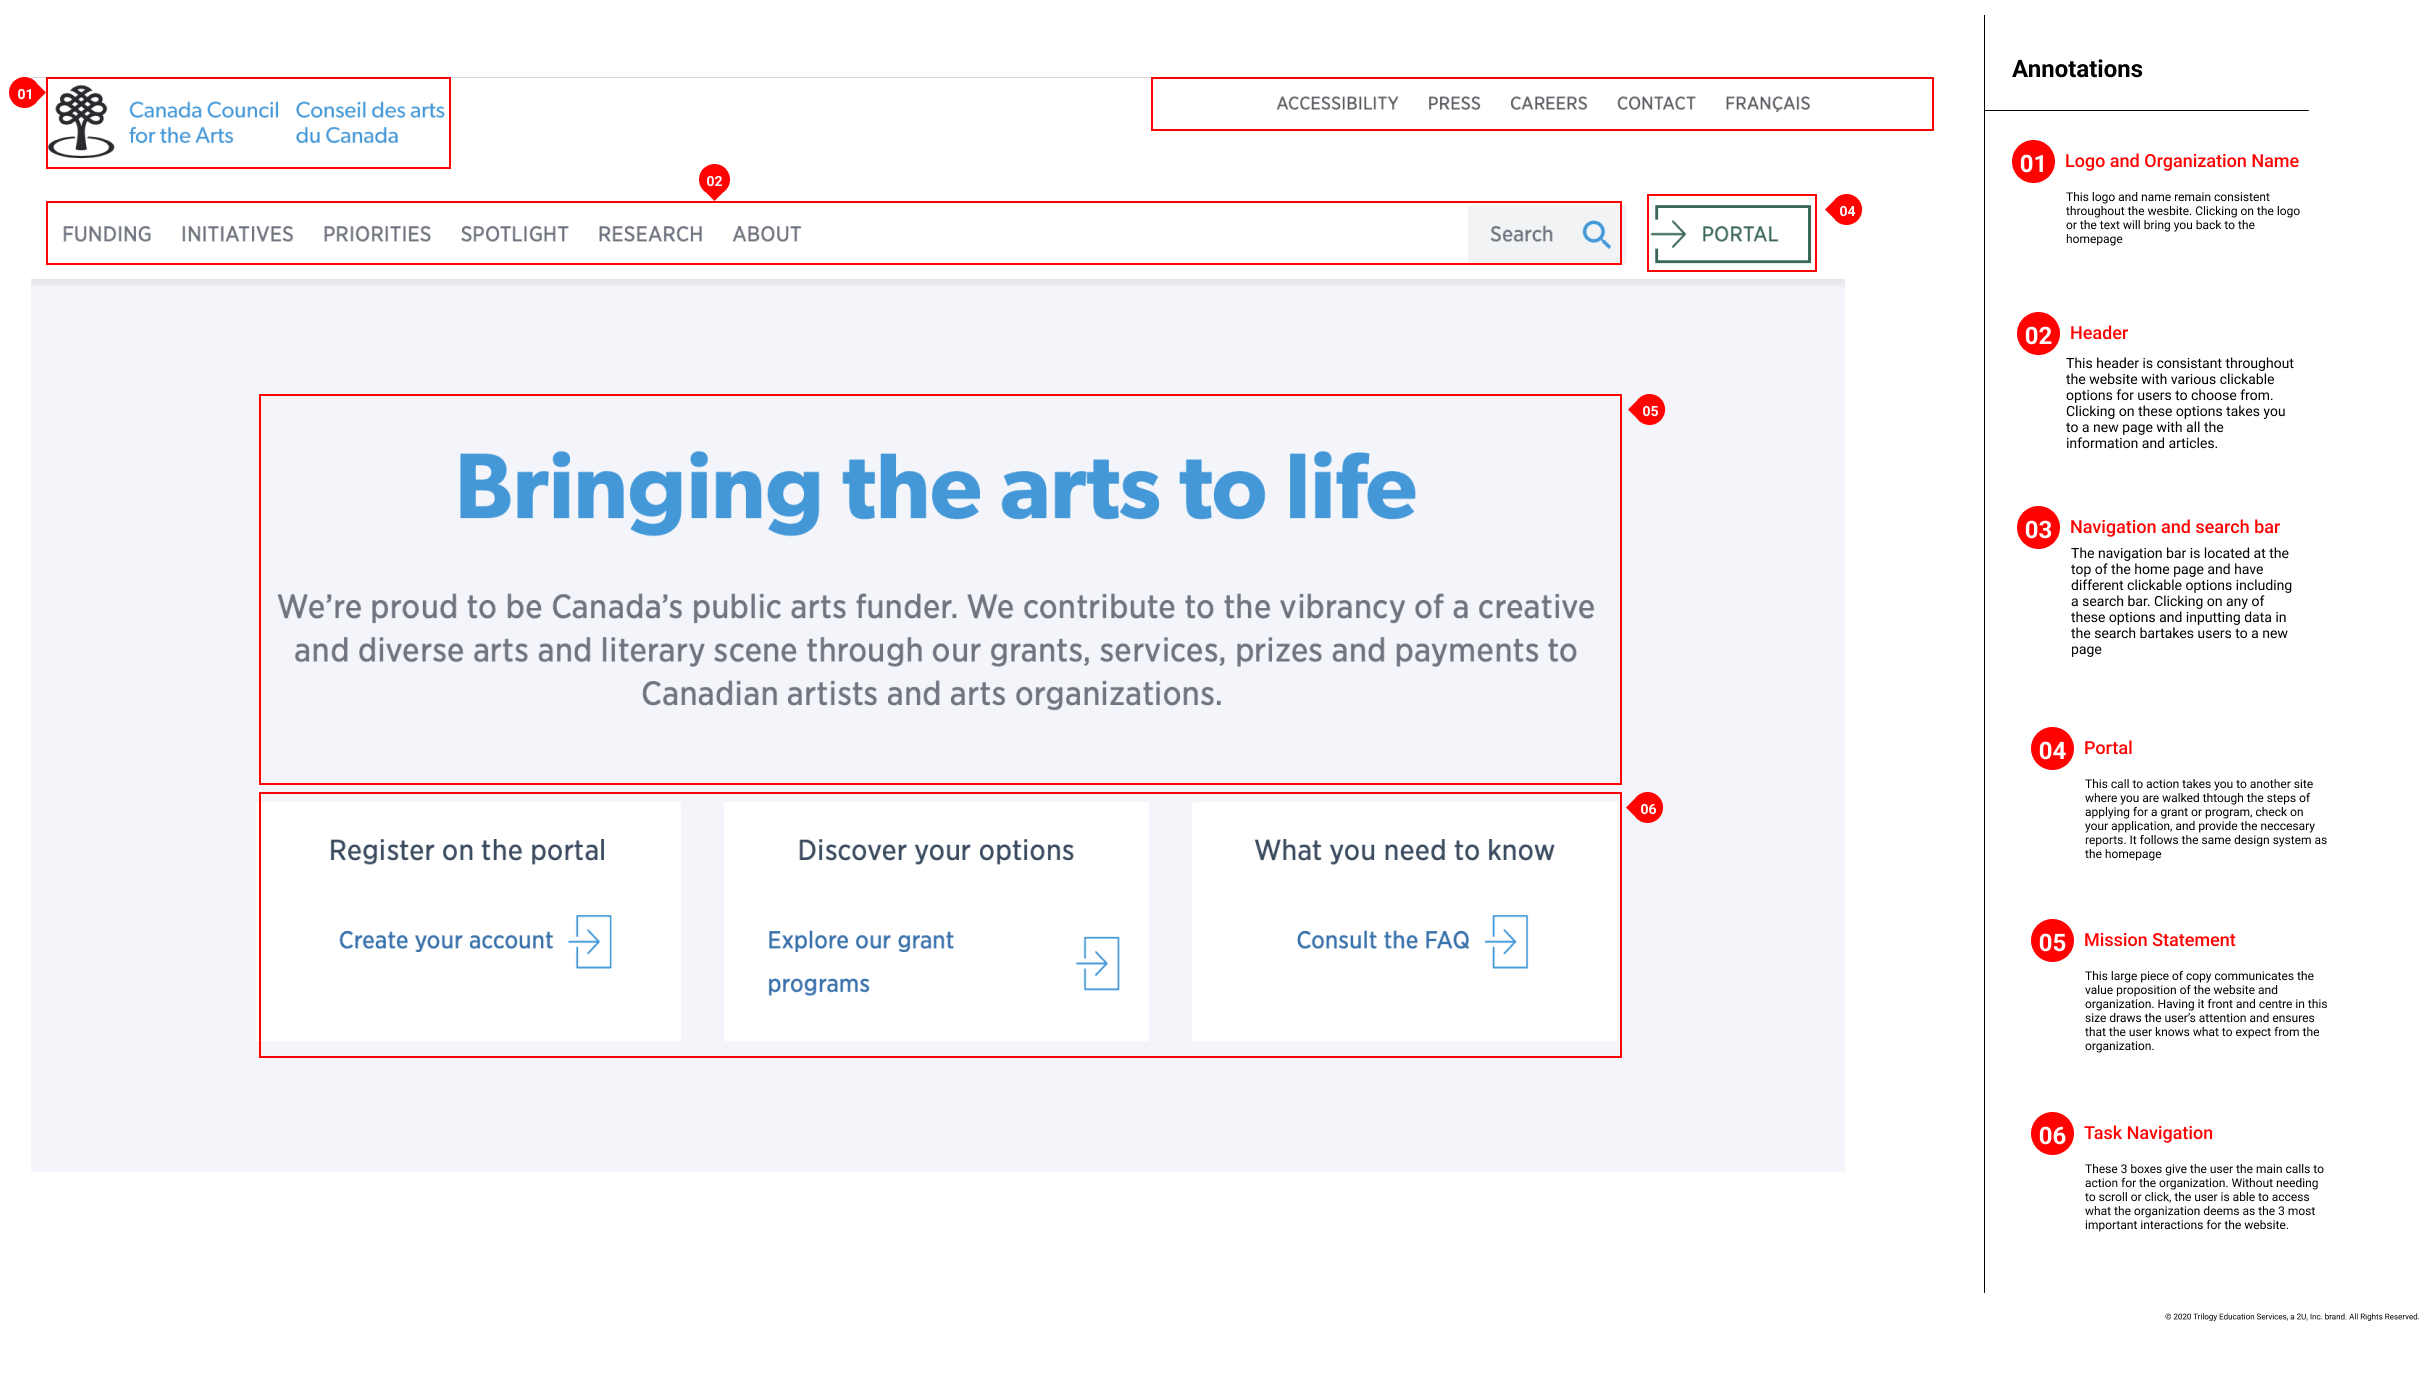 01
Canada Council
for the Arts
Conseil des arts
du Canada
ACCESSIBILITY PRESS CAREERS CONTACT FRANÇAIS
02
FUNDING INITIATIVES PRIORITIES SPOTLIGHT RESEARCH ABOUT
Search
PORTAL
04
05
Bringing the arts to life
We’re proud to be Canada’s public arts funder. We contribute to the vibrancy of a creative
and diverse arts and literary scene through our grants, services, prizes and payments to
Canadian artists and arts organizations.
06
Register on the portal
Create your account
Discover your options
Explore our grant
programs
What you need to know
Consult the FAQ
Annotations
01 Logo and Organization Name
This logo and name remain consistent
throughout the wesbite. Clicking on the logo
or the text will bring you back to the
homepage
02 Header
This header is consistant throughout
the website with various clickable
options for users to choose from.
Clicking on these options takes you
to a new page with all the
information and articles.
03 Navigation and search bar
The navigation bar is located at the
top of the home page and have
different clickable options including
a search bar. Clicking on any of
these options and inputting data in
the search bartakes users to a new
page
04 Portal
This call to action takes you to another site
where you are walked thtough the steps of
applying for a grant or program, check on
your application, and provide the neccesary
reports. It follows the same design system as
the homepage
05 Mission Statement
This large piece of copy communicates the
value proposition of the website and
organization. Having it front and centre in this
size draws the user’s attention and ensures
that the user knows what to expect from the
organization.
06 Task Navigation
These 3 boxes give the user the main calls to
action for the organization. Without needing
to scroll or click, the user is able to access
what the organization deems as the 3 most
important interactions for the website.
© 2020 Trilogy Education Services, a 2U, Inc. brand. All Rights Reserved.